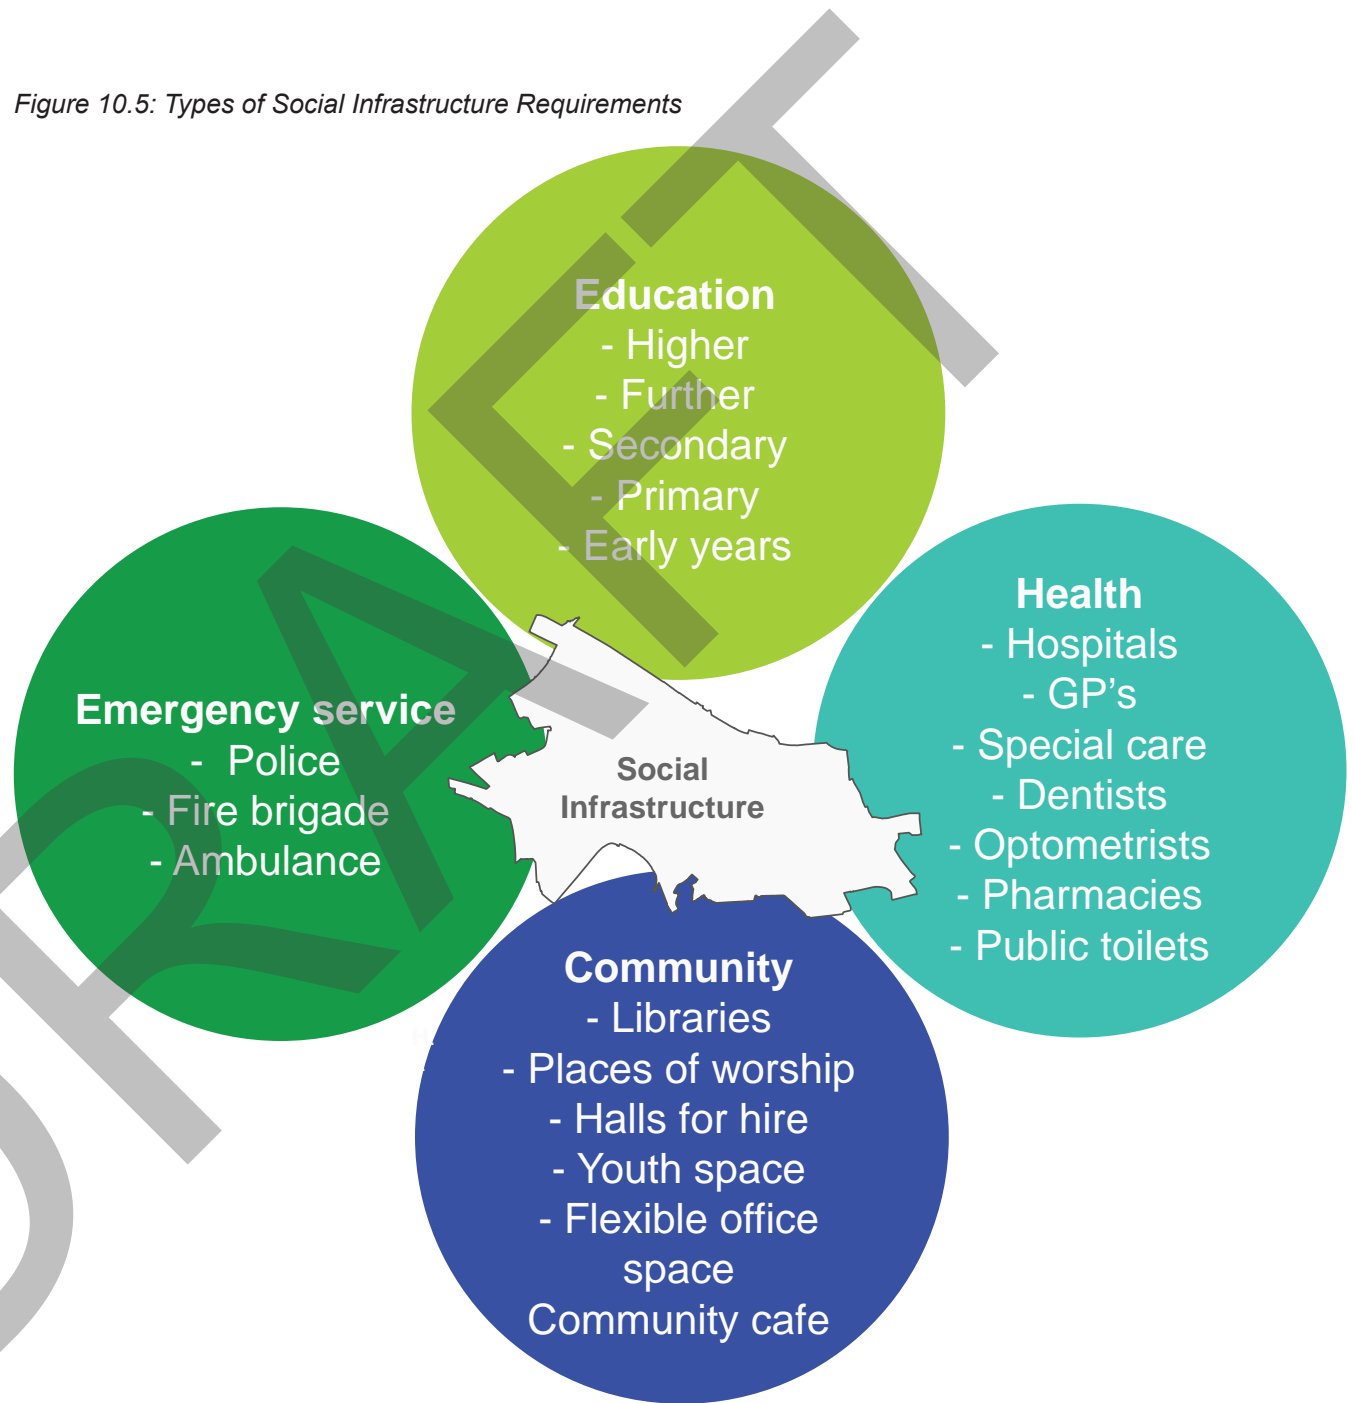 Figure 10.5: Types of Social Infrastructure Requirements
Education
- Higher
- Further
- Secondary
- Primary
- Early years
Emergency service
- Police
- Fire brigade
- Ambulance
Social
Infrastructure
Health
- Hospitals
- GP's
- Special care
- Dentists
- Optometrists
- Pharmacies
- Public toilets
Community
- Libraries
- Places of worship
- Halls for hire
- Youth space
- Flexible office
space
Community cafe
DRAFT